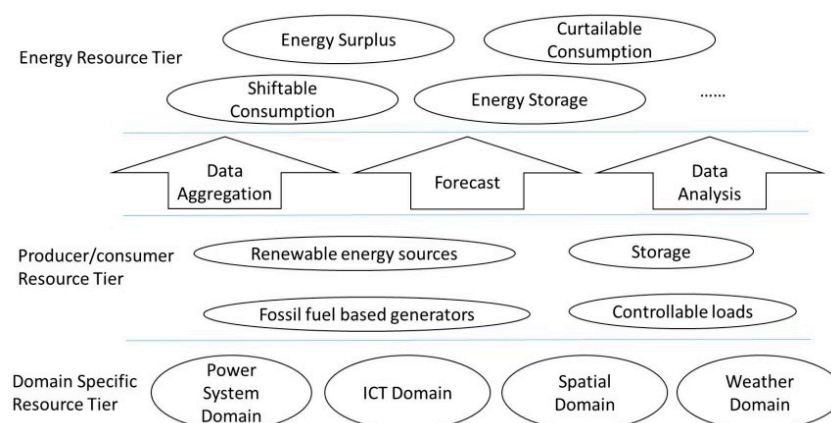 Energy Resource Tier
Energy Surplus
Curtailable
Consumption
Shiftable
Consumption
Energy Storage
......
Data
Aggregation
Forecast
Data
Analysis
Producer/consumer
Resource Tier
Renewable energy sources
Storage
Fossil fuel based generators
Controllable loads
Domain Specific
Resource Tier
Power
System
Domain
ICT Domain
Spatial
Domain
Weather
Domain